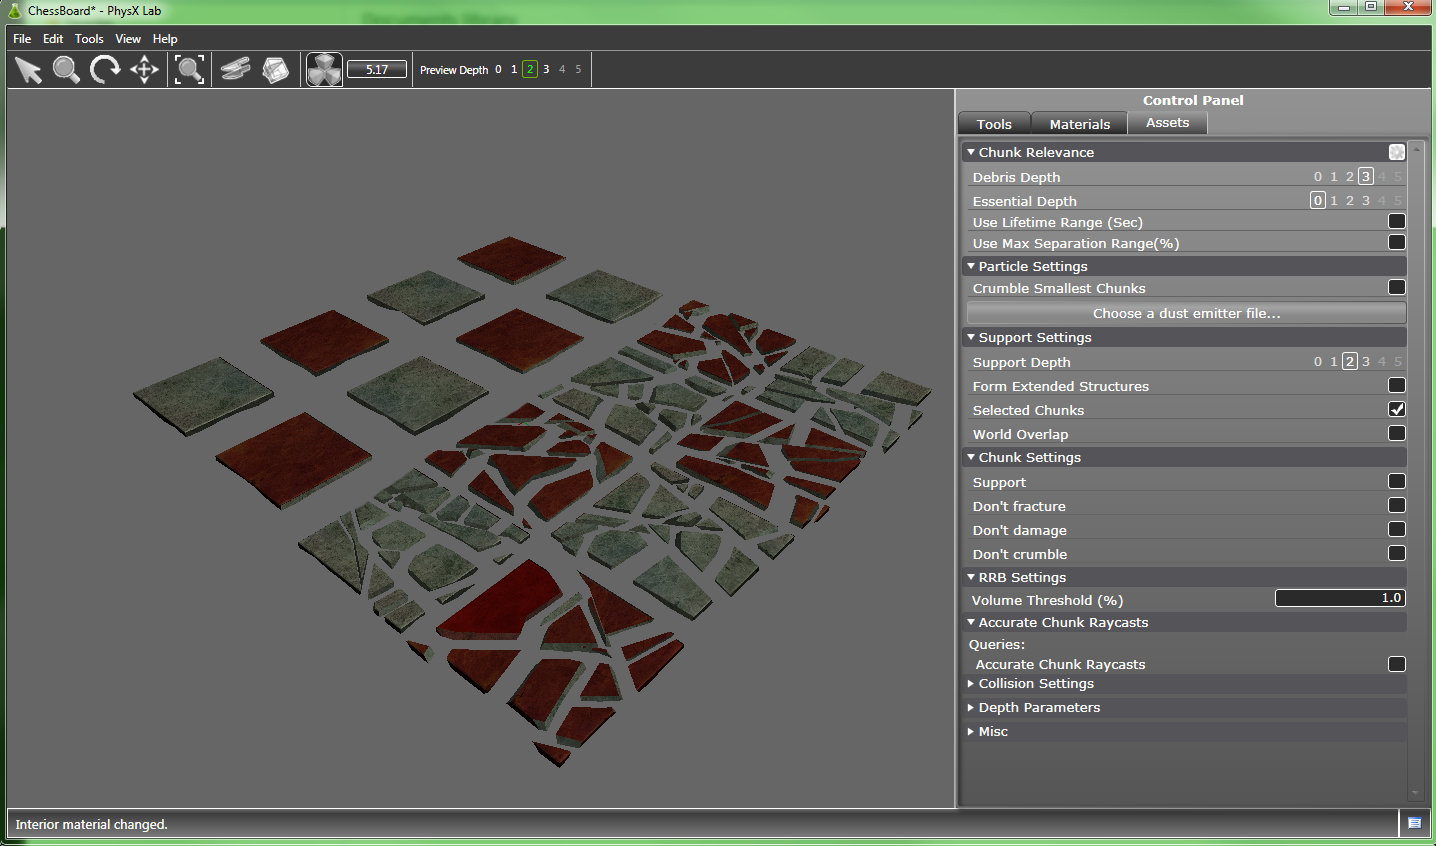 ChessBoard* - PhysX Lab
Documents library
File Edit Tools View Help
5.17 Preview Depth 0 1 2 3 4 5
Control Panel
Tools Materials Assets
Chunk Relevance
Debris Depth 0 1 2 3 4 5
Essential Depth 0 1 2 3 4 5
Use Lifetime Range (Sec)
Use Max Separation Range(%)
Particle Settings
Crumble Smallest Chunks
Choose a dust emitter file...
Support Settings
Support Depth 0 1 2 3 4 5
Form Extended Structures
Selected Chunks
World Overlap
Chunk Settings
Support
Don't fracture
Don't damage
Don't crumble
RRB Settings
Volume Threshold (%) 1.0
Accurate Chunk Raycasts
Queries:
Accurate Chunk Raycasts
Collision Settings
Depth Parameters
Misc
Interior material changed.